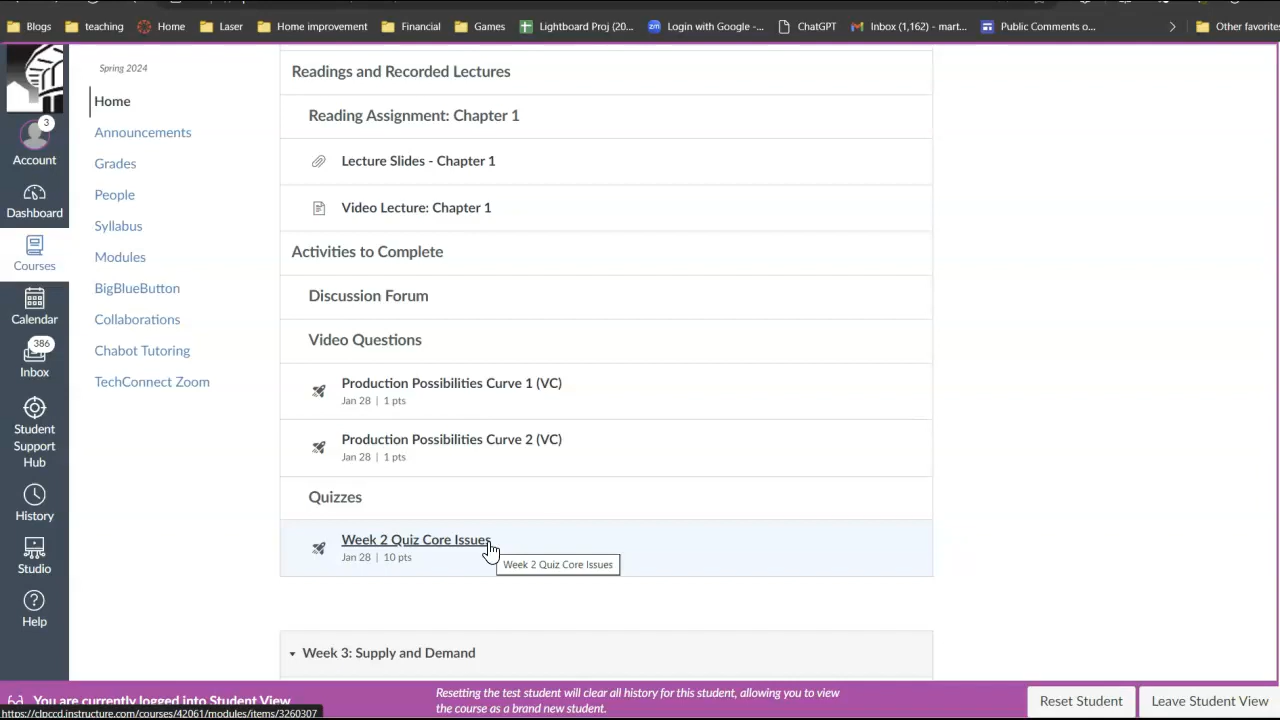 Blogs
teaching
Home
Laser
Home improvement
Financial
Games
Lightboard Proj (20...
Login with Google -...
ChatGPT
Inbox (1,162) - mart...
Public Comments o...
Other favorite
Spring 2024
Home
Announcements
Grades
People
Syllabus
Modules
BigBlueButton
Collaborations
Chabot Tutoring
TechConnect Zoom
3
Account
Dashboard
Courses
Calendar
386
Inbox
Student
Support
Hub
History
Studio
Help
Readings and Recorded Lectures
Reading Assignment: Chapter 1
Lecture Slides - Chapter 1
Video Lecture: Chapter 1
Activities to Complete
Discussion Forum
Video Questions
Production Possibilities Curve 1 (VC)
Jan 28 | 1 pts
Production Possibilities Curve 2 (VC)
Jan 28 | 1 pts
Quizzes
Week 2 Quiz Core Issues
Jan 28 | 10 pts
Week 2 Quiz Core Issues
Week 3: Supply and Demand
You are currently logged into Student View
https://clpccd.instructure.com/courses/42061/modules/items/3260307
Resetting the test student will clear all history for this student, allowing you to view
the course as a brand new student.
Reset Student
Leave Student View